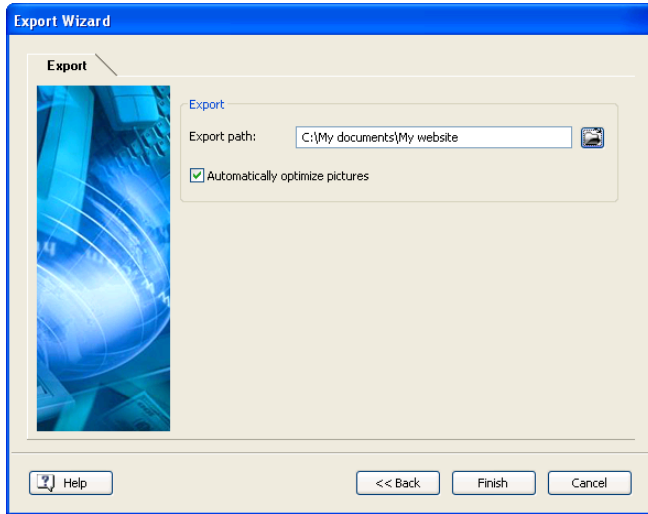 Export Wizard
Export
Export
Export path: C:\My documents\My website
Automatically optimize pictures
Help << Back Finish Cancel